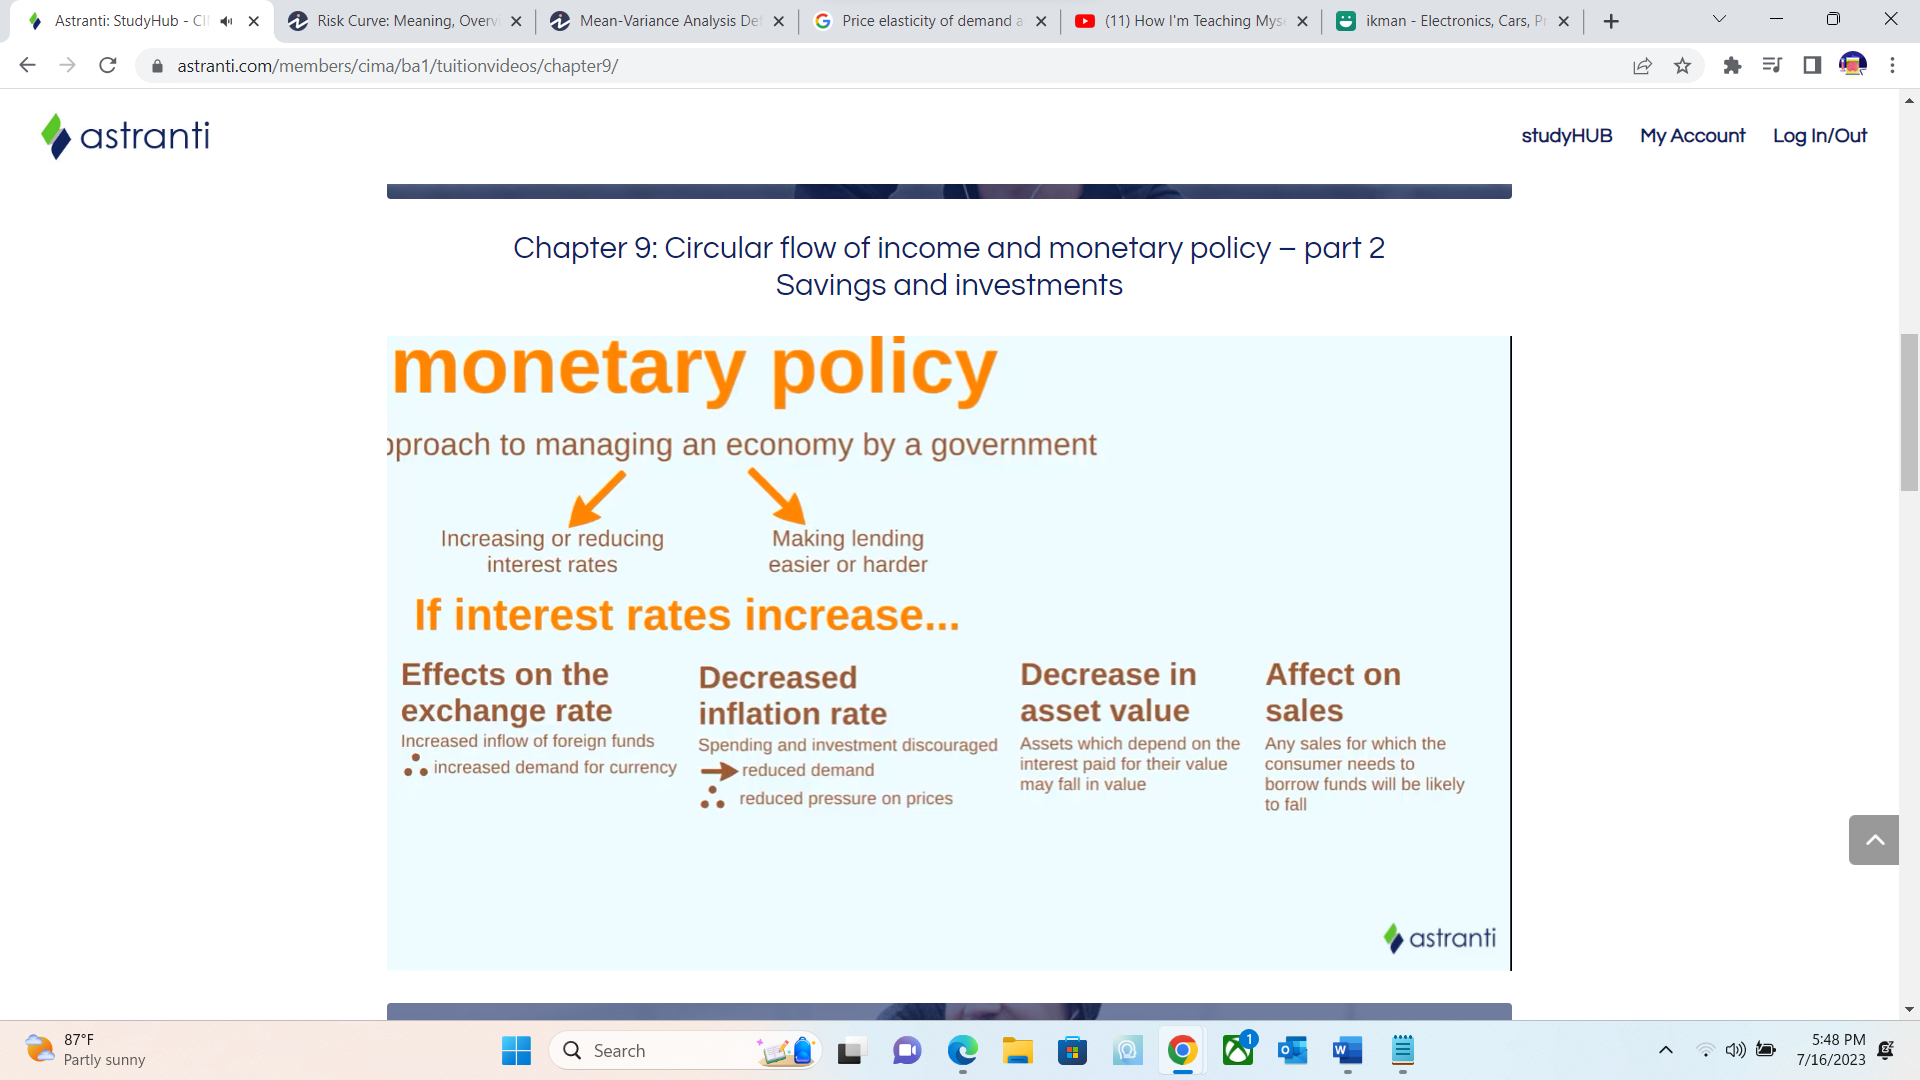 Astranti: StudyHub - CI
Risk Curve: Meaning, Overvi
Mean-Variance Analysis De
Price elasticity of demand a
(11) How I'm Teaching Myse
ikman - Electronics, Cars, Pr
astranti.com/members/cima/ba1/tuitionvideos/chapter9/
astranti
studyHUB My Account Log In/Out
Chapter 9: Circular flow of income and monetary policy – part 2
Savings and investments
monetary policy
pproach to managing an economy by a government
Increasing or reducing
interest rates
Making lending
easier or harder
If interest rates increase...
Effects on the
exchange rate
Increased inflow of foreign funds
∴ increased demand for currency
Decreased
inflation rate
Spending and investment discouraged
→ reduced demand
∴ reduced pressure on prices
Decrease in
asset value
Assets which depend on the
interest paid for their value
may fall in value
Affect on
sales
Any sales for which the
consumer needs to
borrow funds will be likely
to fall
astranti
87°F
Partly sunny
Search
1
5:48 PM
7/16/2023